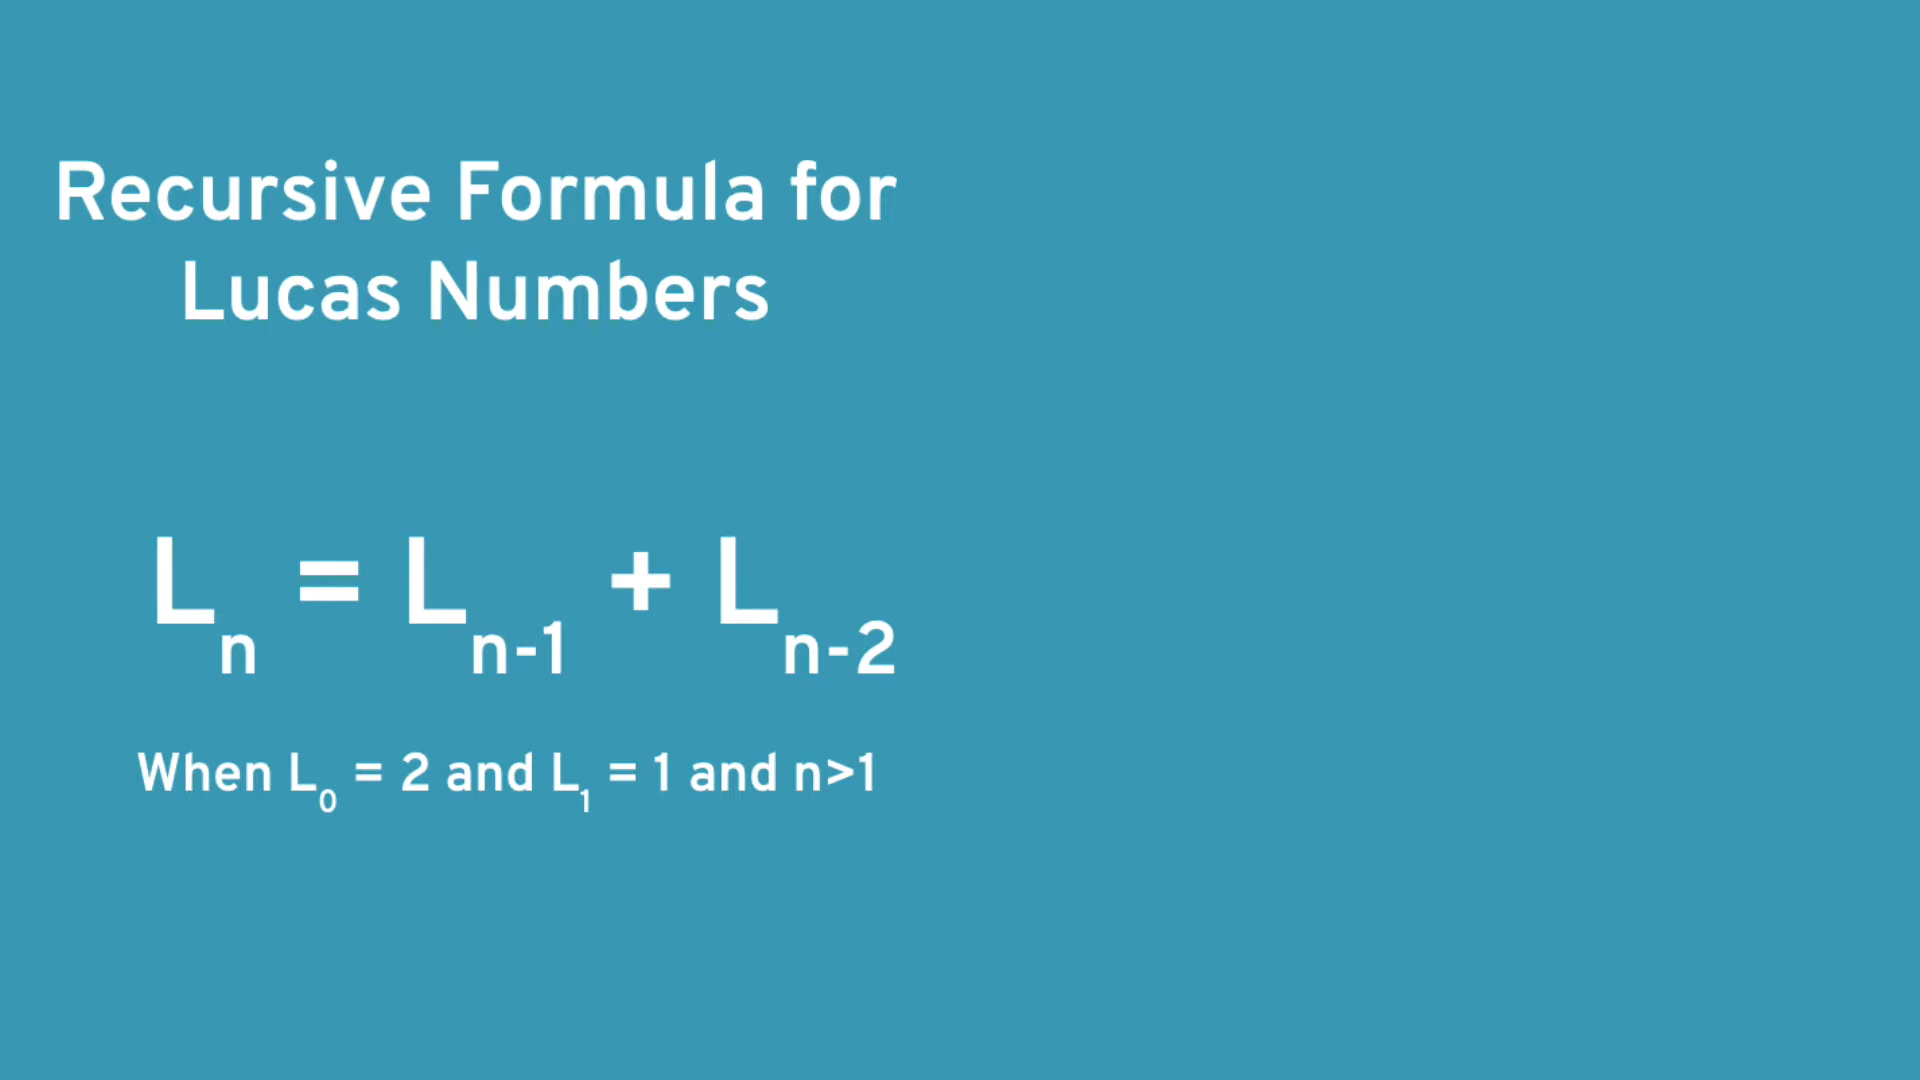 Recursive Formula for
Lucas Numbers
Lₙ = Lₙ₋₁ + Lₙ₋₂
When L₀ = 2 and L₁ = 1 and n>1